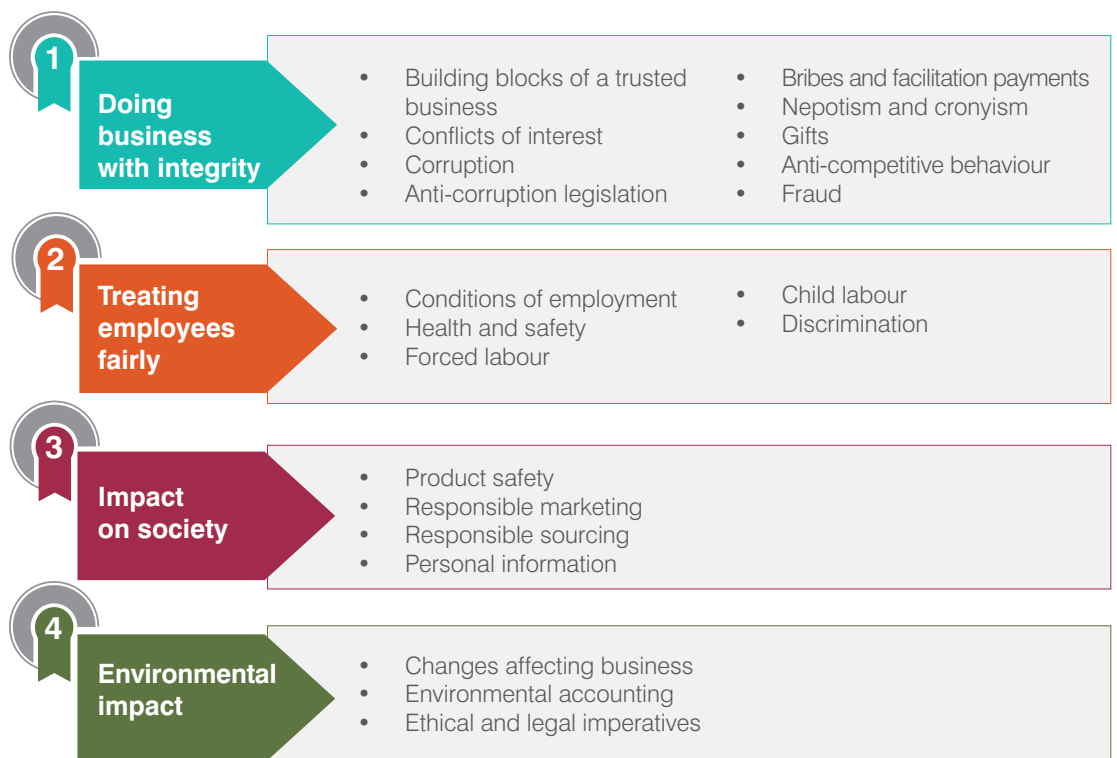 1
Doing
business
with integrity
• Building blocks of a trusted
business
• Conflicts of interest
• Corruption
• Anti-corruption legislation
• Bribes and facilitation payments
• Nepotism and cronyism
• Gifts
• Anti-competitive behaviour
• Fraud
2
Treating
employees
fairly
• Conditions of employment
• Health and safety
• Forced labour
• Child labour
• Discrimination
3
Impact
on society
• Product safety
• Responsible marketing
• Responsible sourcing
• Personal information
4
Environmental
impact
• Changes affecting business
• Environmental accounting
• Ethical and legal imperatives